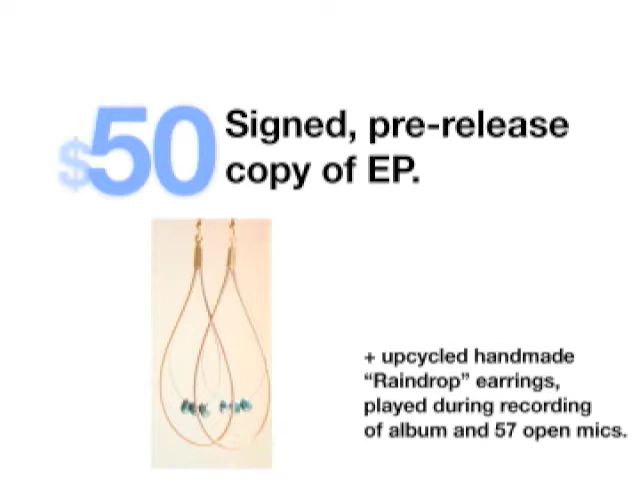 $50
Signed, pre-release
copy of EP.
+ upcycled handmade
“Raindrop” earrings,
played during recording
of album and 57 open mics.